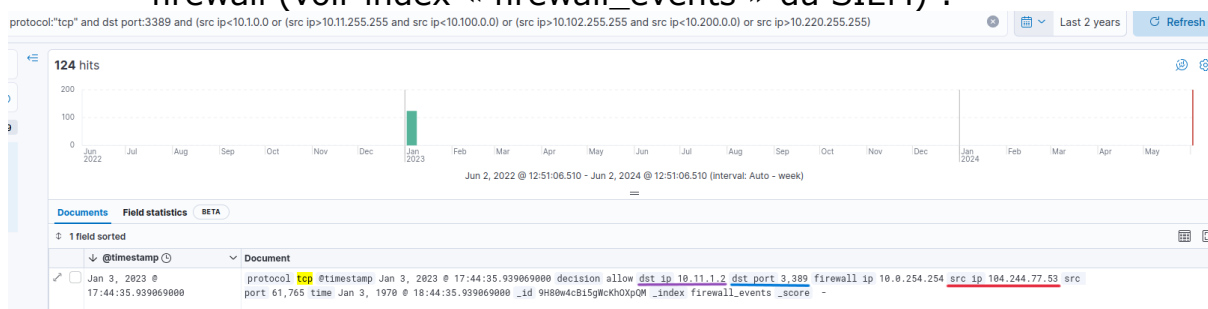 firewall (voir index « firewall_events » du SIEM) :
protocol:"tcp" and dst port:3389 and (src ip<10.1.0.0 or (src ip>10.11.255.255 and src ip<10.100.0.0) or (src ip>10.102.255.255 and src ip<10.200.0.0) or src ip>10.220.255.255)
Last 2 years
Refresh
124 hits
200
100
0
Jun Jul Aug Sep Oct Nov Dec Jan Feb Mar Apr May Jun Jul Aug Sep Oct Nov Dec Jan Feb Mar Apr May
2022 2023 2024
Jun 2, 2022 @ 12:51:06.510 - Jun 2, 2024 @ 12:51:06.510 (interval: Auto - week)
Documents Field statistics BETA
1 field sorted
@timestamp Document
Jan 3, 2023 @ protocol tcp @timestamp Jan 3, 2023 @ 17:44:35.939069000 decision allow dst ip 10.11.1.2 dst port 3,389 firewall ip 10.0.254.254 src ip 104.244.77.53 src
17:44:35.939069000 port 61,765 time Jan 3, 1970 @ 18:44:35.939069000 _id 9H80w4cBi5gWcKhOXpQM _index firewall_events _score -